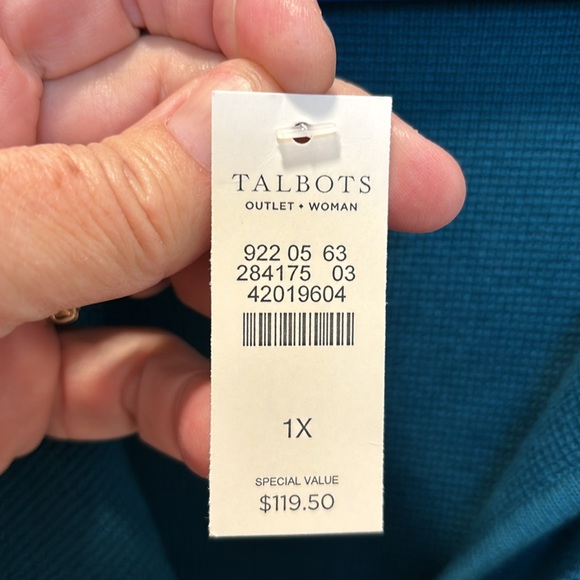 TALBOTS
OUTLET • WOMAN
922 05 63
284175 03
42019604
1X
SPECIAL VALUE
$119.50